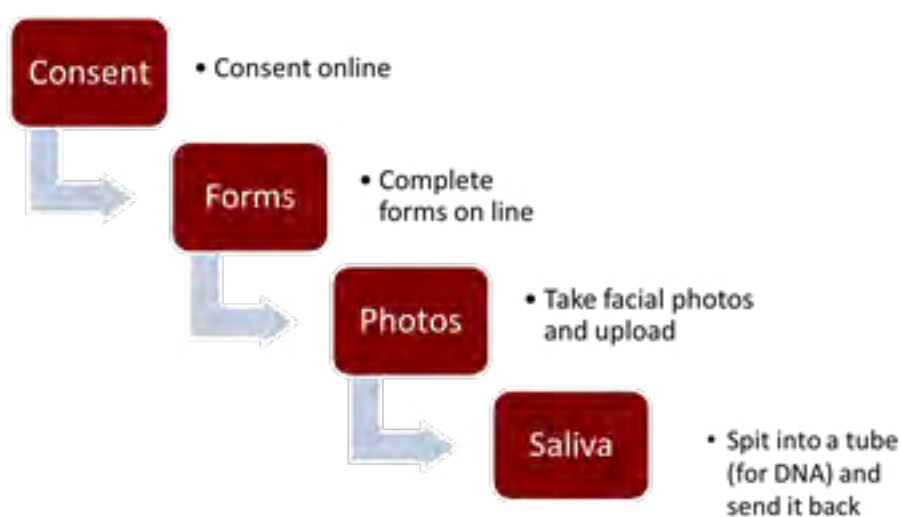 Consent
• Consent online
Forms
• Complete
forms on line
Photos
• Take facial photos
and upload
Saliva
• Spit into a tube
(for DNA) and
send it back